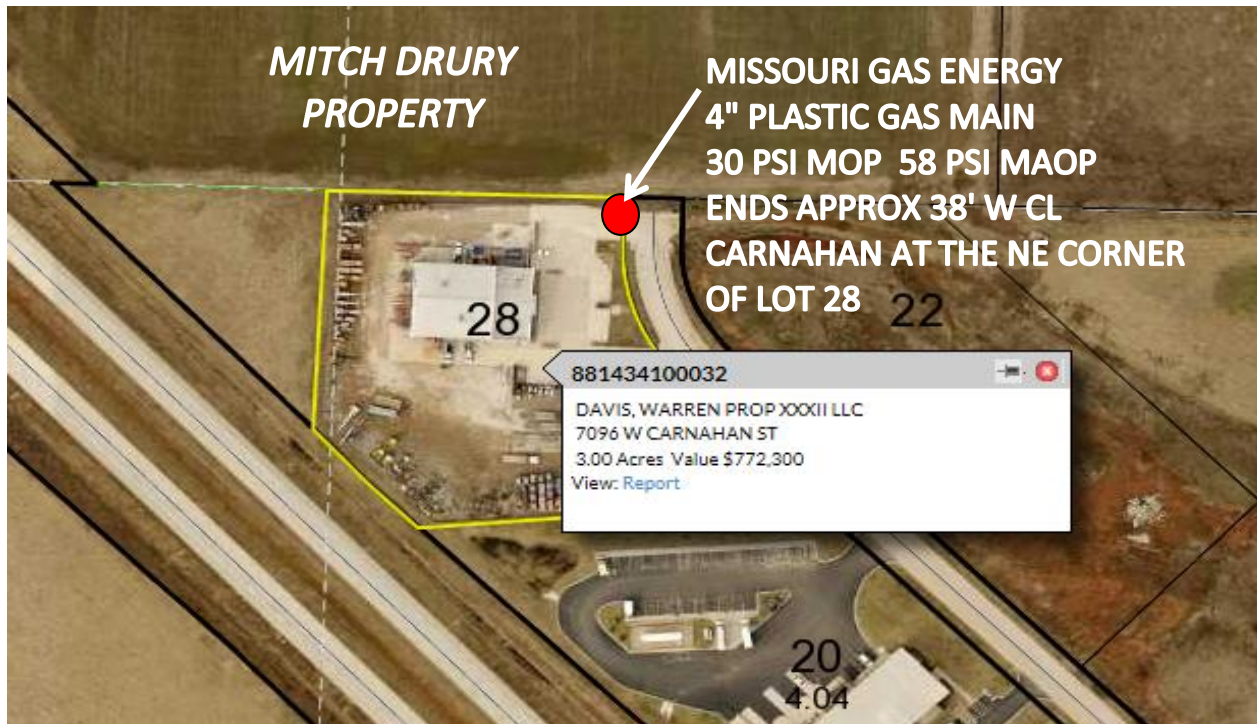 MITCH DRURY
PROPERTY
MISSOURI GAS ENERGY
4" PLASTIC GAS MAIN
30 PSI MOP  58 PSI MAOP
ENDS APPROX 38' W CL
CARNAHAN AT THE NE CORNER
OF LOT 28
22
28
881434100032
DAVIS, WARREN PROP XXXII LLC
7096 W CARNAHAN ST
3.00 Acres  Value $772,300
View: Report
20
4.04